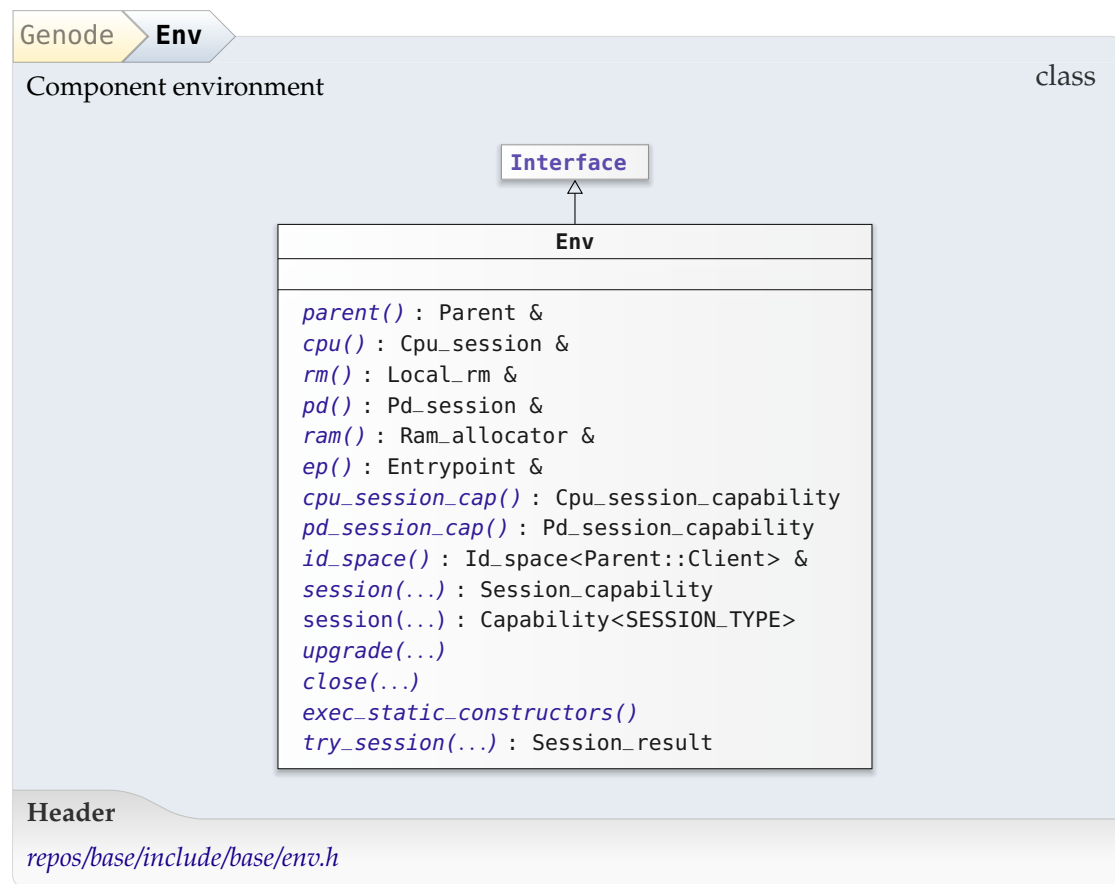 Genode Env
Component environment
class
Interface
Env
parent() : Parent &
cpu() : Cpu_session &
rm() : Local_rm &
pd() : Pd_session &
ram() : Ram_allocator &
ep() : Entrypoint &
cpu_session_cap() : Cpu_session_capability
pd_session_cap() : Pd_session_capability
id_space() : Id_space<Parent::Client> &
session(...) : Session_capability
session(...) : Capability<SESSION_TYPE>
upgrade(...)
close(...)
exec_static_constructors()
try_session(...) : Session_result
Header
repos/base/include/base/env.h